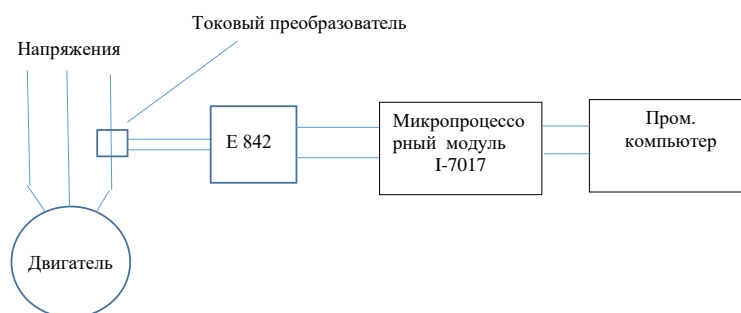 Токовый преобразователь
Напряжения
Е 842
Микропроцессо
рный модуль
I-7017
Пром.
компьютер
Двигатель